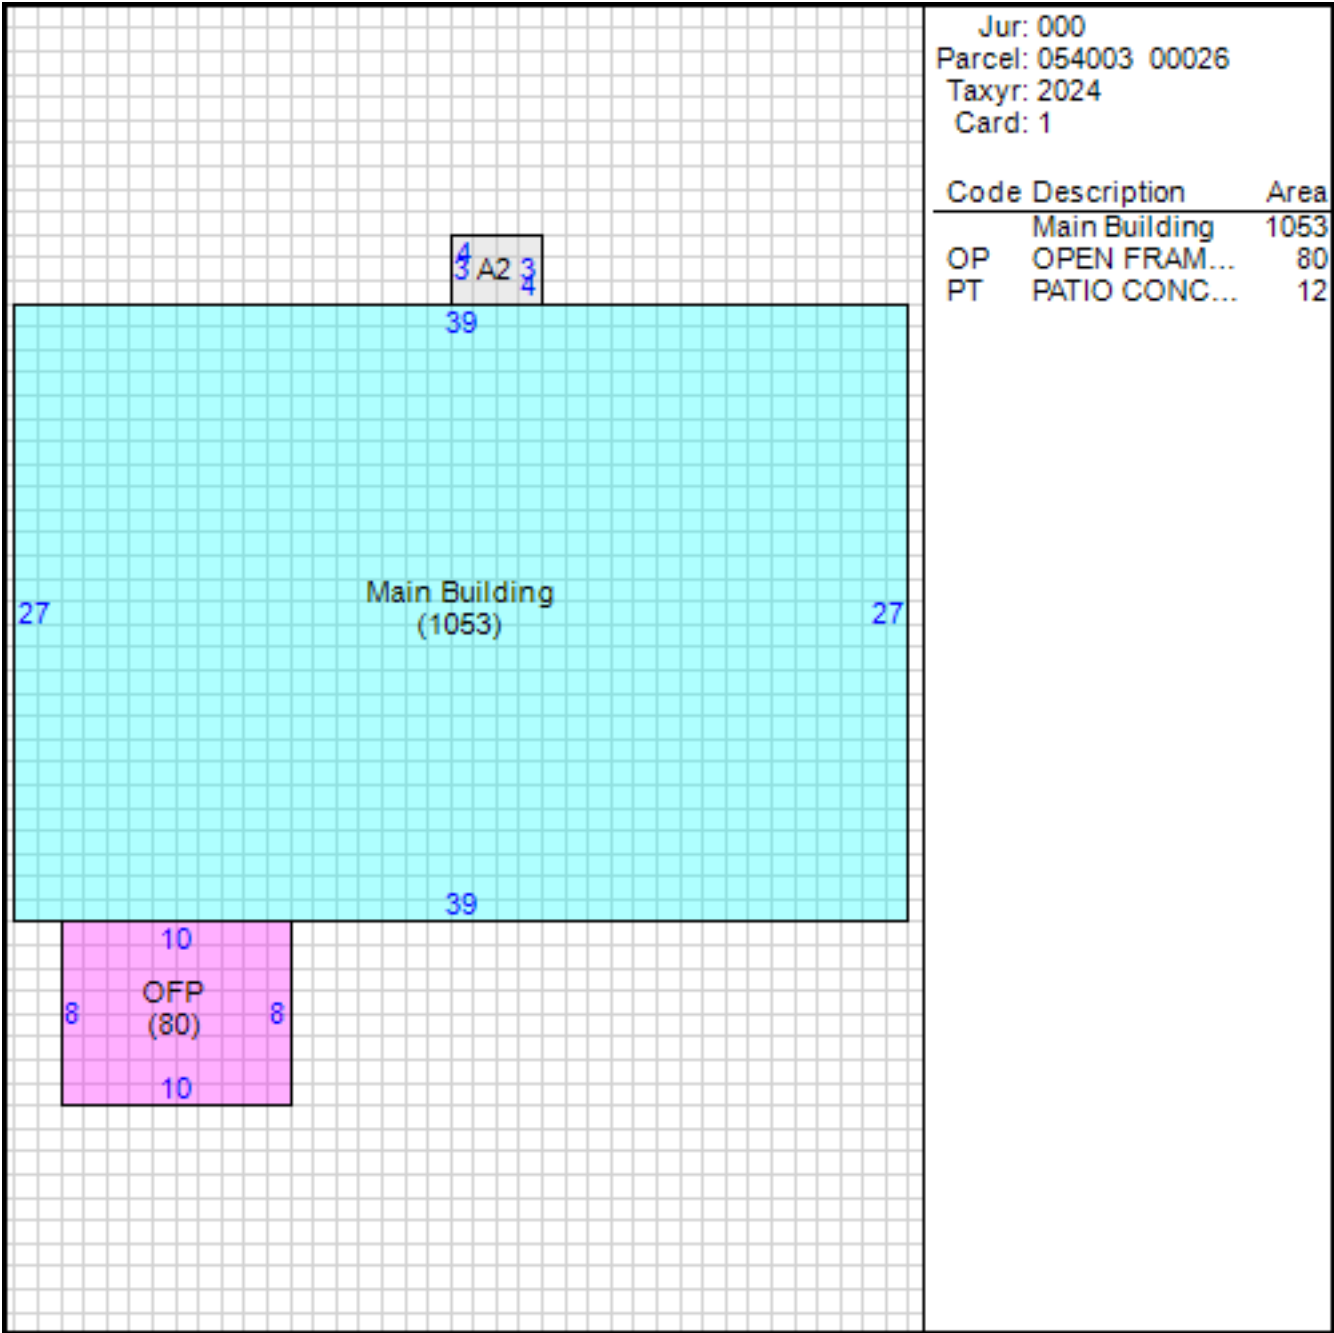 Jur: 000
Parcel: 054003 00026
Taxyr: 2024
Card: 1
Code Description Area
Main Building 1053
OP OPEN FRAM... 80
PT PATIO CONC... 12
4
3 A2 3
4
39
Main Building
(1053)
27 27
39
10
OFP
(80)
8 8
10